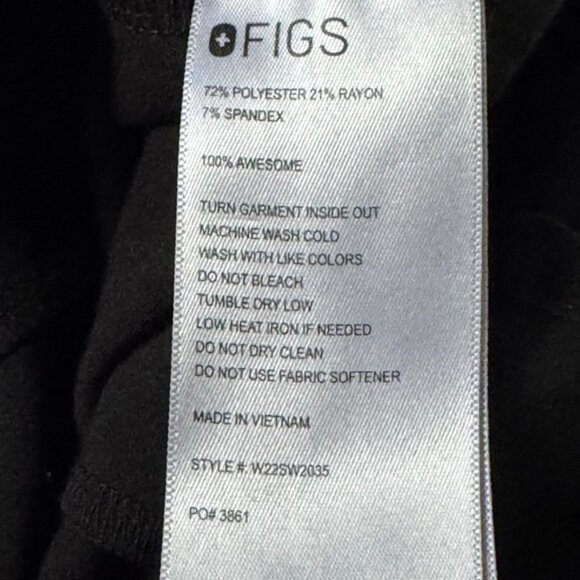 FIGS
72% POLYESTER 21% RAYON
7% SPANDEX
100% AWESOME
TURN GARMENT INSIDE OUT
MACHINE WASH COLD
WASH WITH LIKE COLORS
DO NOT BLEACH
TUMBLE DRY LOW
LOW HEAT IRON IF NEEDED
DO NOT DRY CLEAN
DO NOT USE FABRIC SOFTENER
MADE IN VIETNAM
STYLE #: W22SW2035
PO# 3861